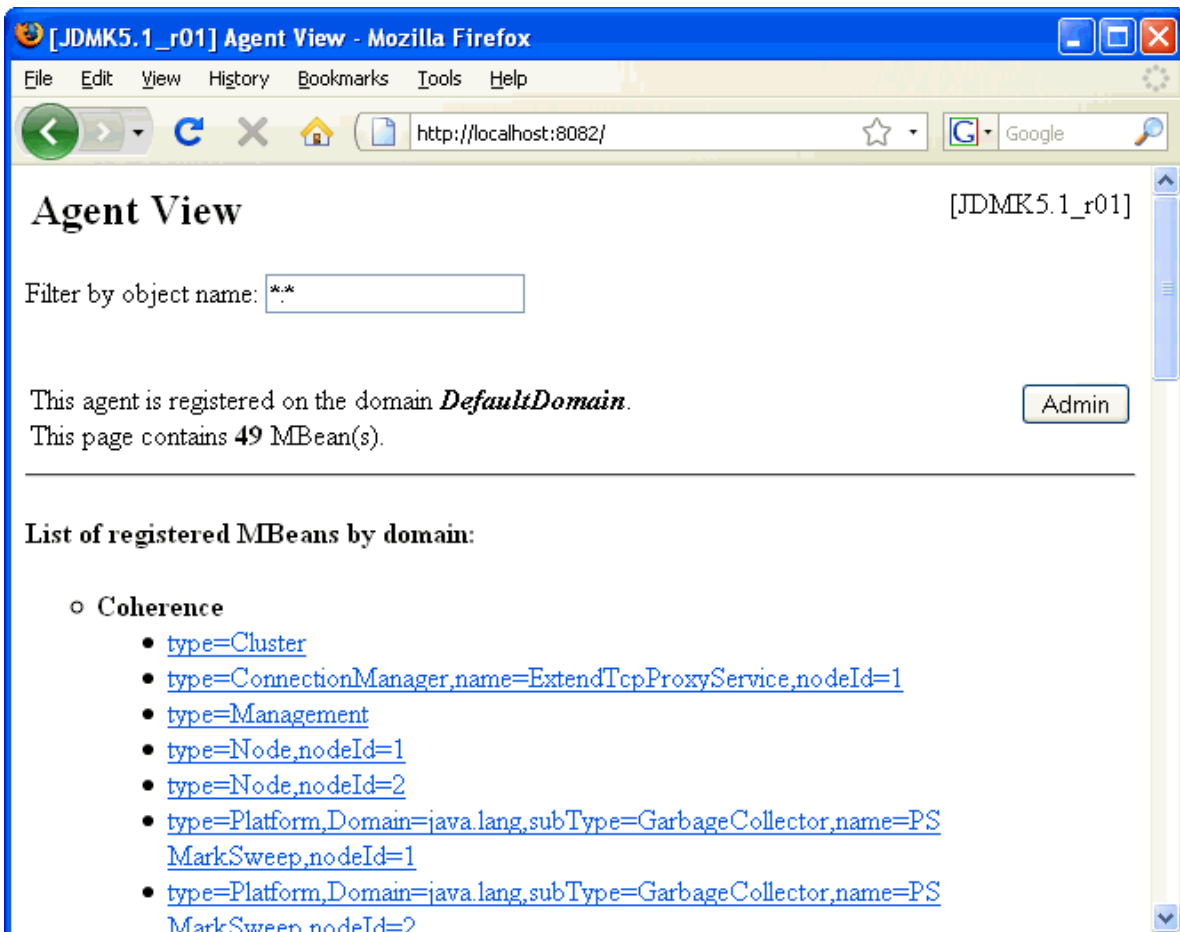 [JDMK5.1_r01] Agent View - Mozilla Firefox
File Edit View History Bookmarks Tools Help
http://localhost:8082/ G Google
Agent View [JDMK5.1_r01]
Filter by object name: *:*
This agent is registered on the domain DefaultDomain. Admin
This page contains 49 MBean(s).
List of registered MBeans by domain:
Coherence
type=Cluster
type=ConnectionManager,name=ExtendTcpProxyService,nodeId=1
type=Management
type=Node,nodeId=1
type=Node,nodeId=2
type=Platform,Domain=java.lang,subType=GarbageCollector,name=PS
MarkSweep,nodeId=1
type=Platform,Domain=java.lang,subType=GarbageCollector,name=PS
MarkSweep,nodeId=2